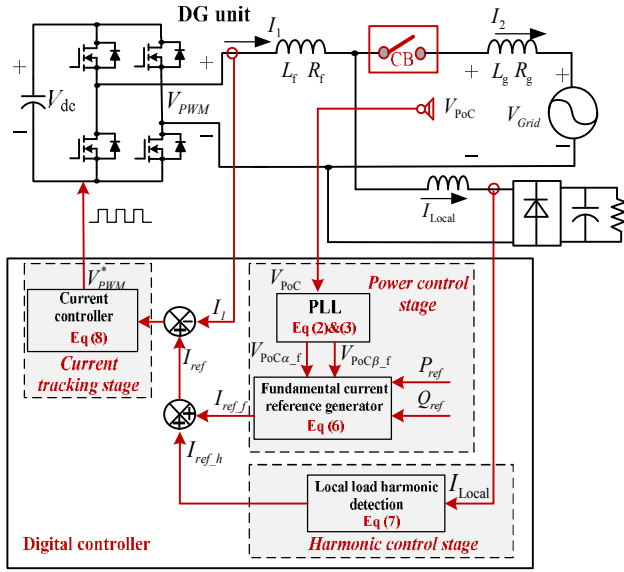 DG unit
I1
I2
Lf Rf
CB
Lg Rg
+
−
Vdc
+
−
VPWM
+
−
VPoC
+
−
VGrid
ILocal
V*PWM
Current
controller
Eq (8)
Current
tracking stage
I1
Iref
Iref_f
Iref_h
VPoC
Power control
stage
PLL
Eq (2)&(3)
VPoCα_f
VPoCβ_f
Fundamental current
reference generator
Eq (6)
Pref
Qref
Local load harmonic
detection
Eq (7)
ILocal
Harmonic control stage
Digital controller